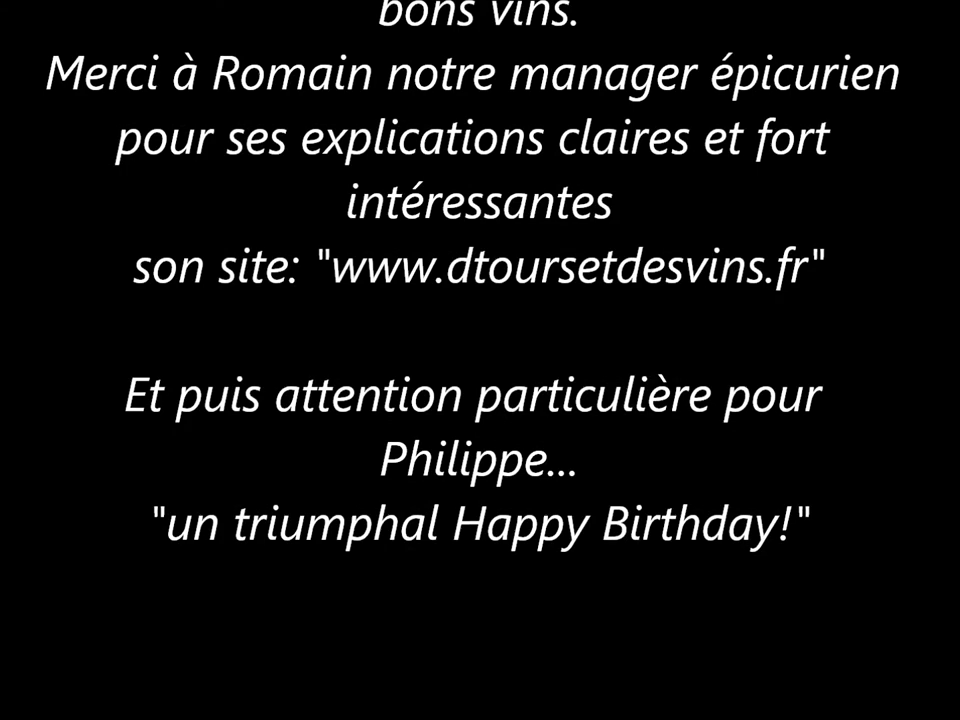 bons vins.
Merci à Romain notre manager épicurien
pour ses explications claires et fort
intéressantes
son site: "www.dtoursetdesvins.fr"
Et puis attention particulière pour
Philippe...
"un triumphal Happy Birthday!"